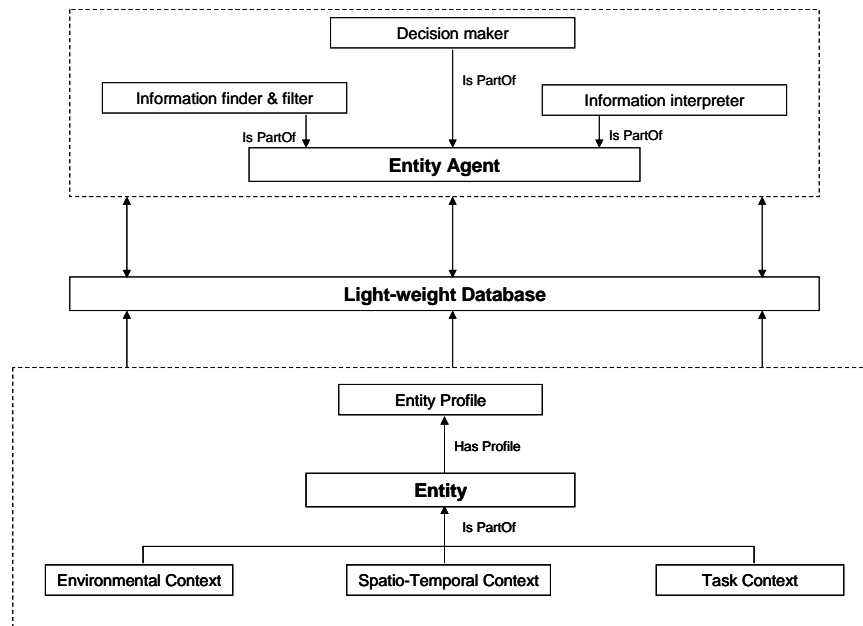 Decision maker
Is PartOf
Information finder & filter
Information interpreter
Is PartOf
Is PartOf
Entity Agent
Light-weight Database
Entity Profile
Has Profile
Entity
Is PartOf
Environmental Context
Spatio-Temporal Context
Task Context